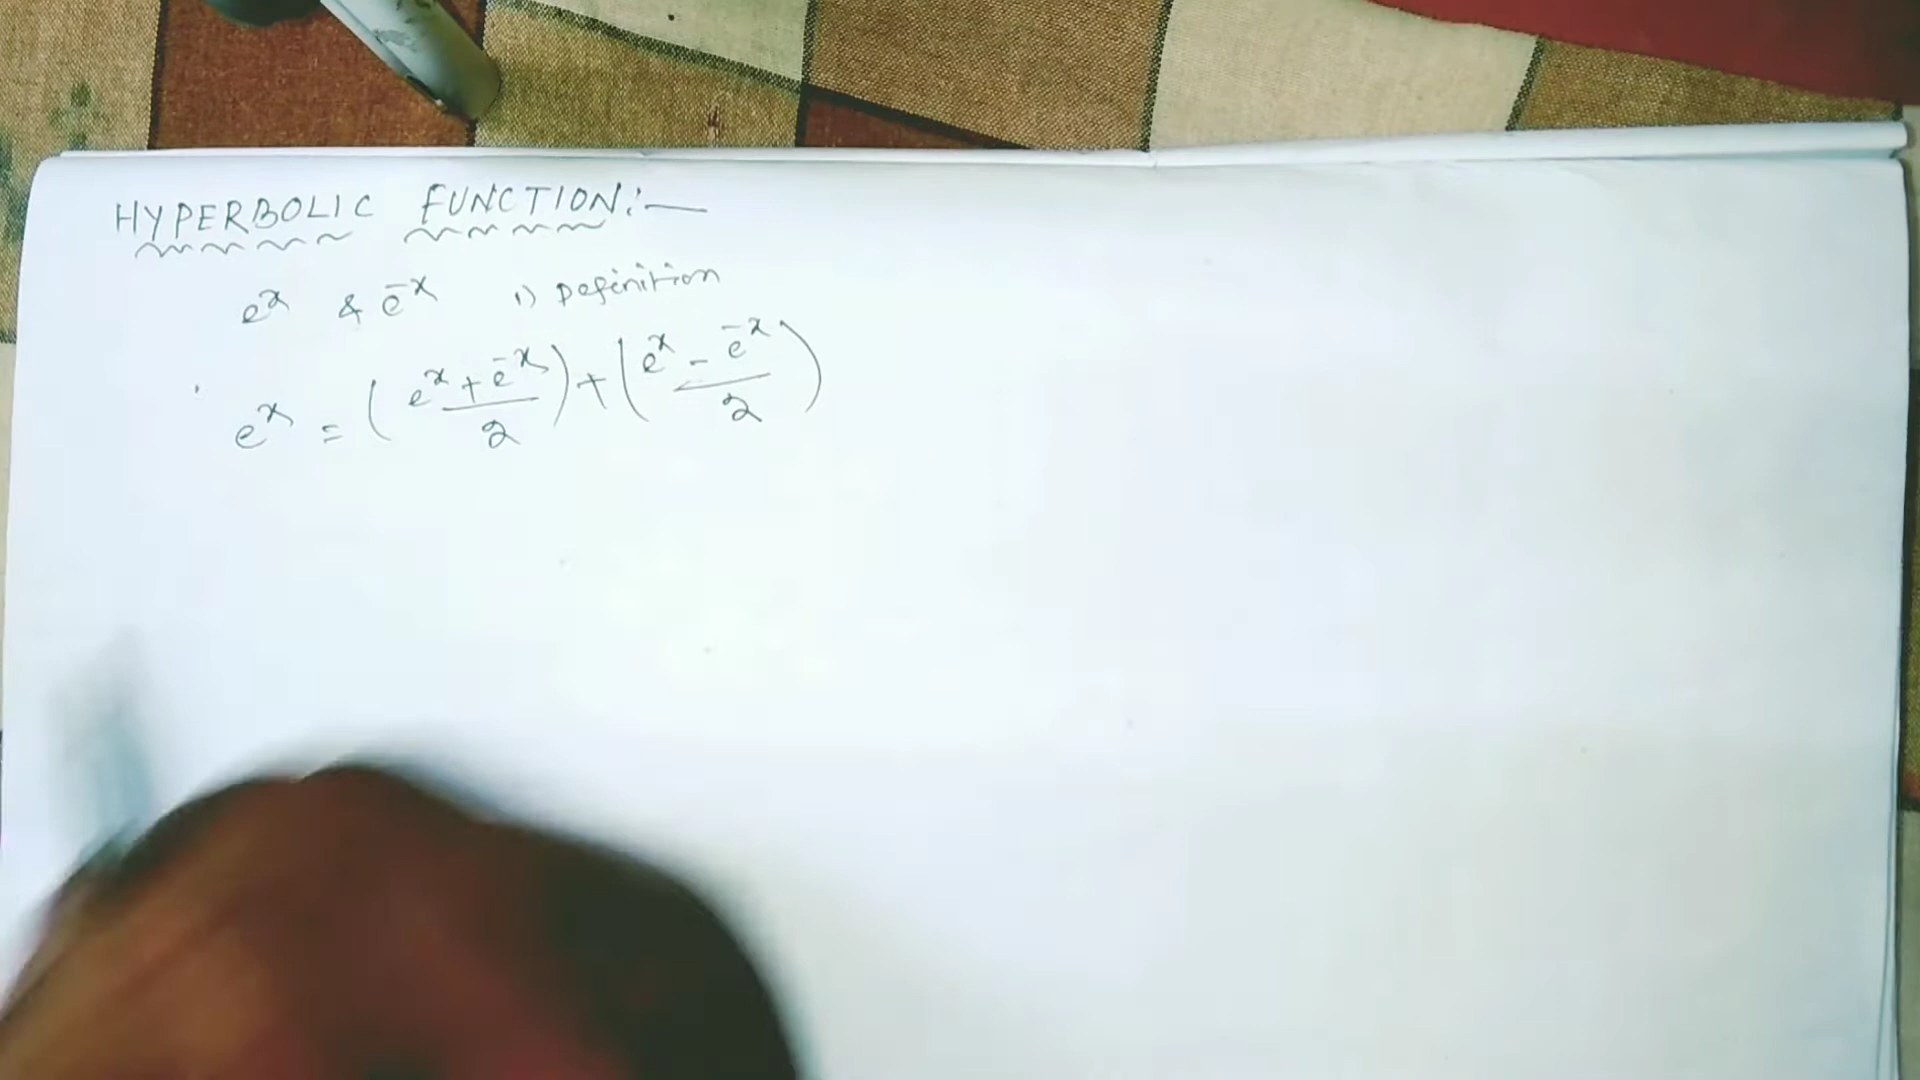 HYPERBOLIC FUNCTION:—
e^x & e^-x 1) Definition
e^x = (e^x + e^-x / 2) + (e^x - e^-x / 2)